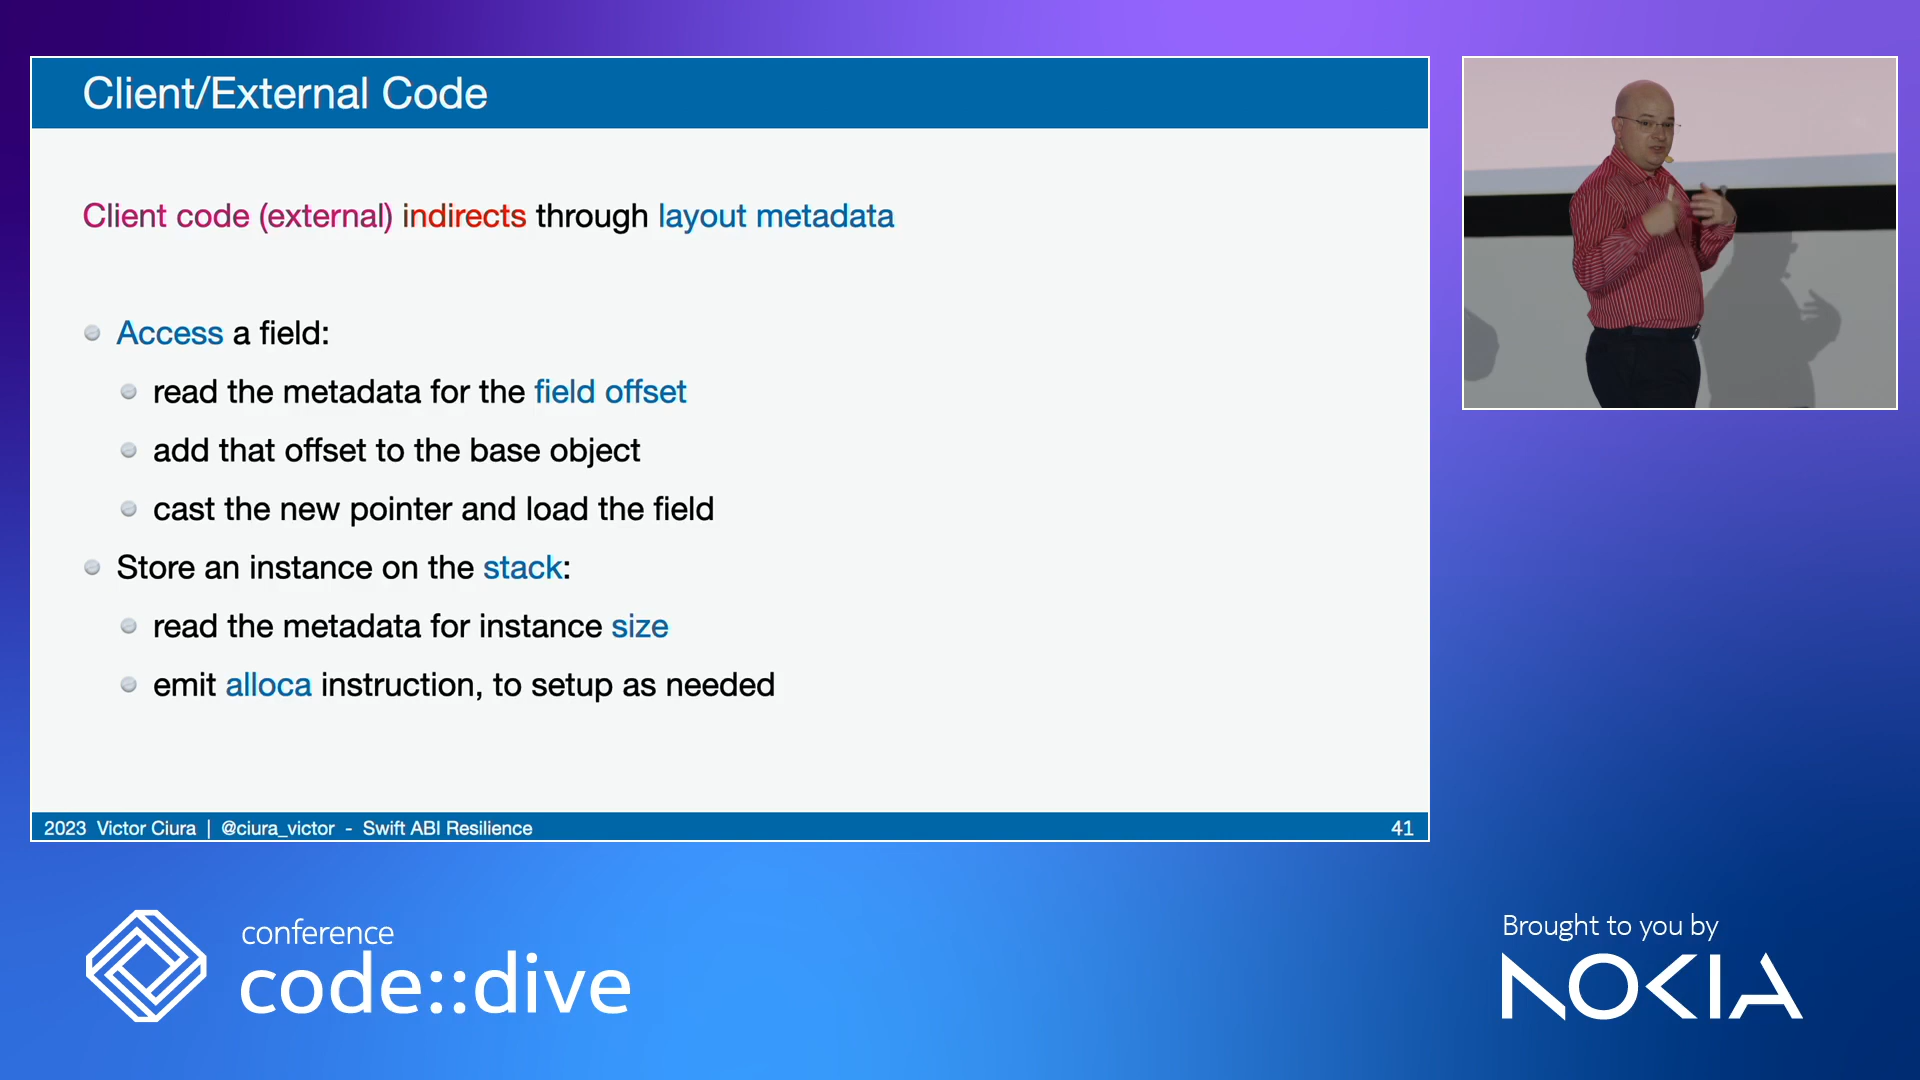 Client/External Code
Client code (external) indirects through layout metadata
Access a field:
read the metadata for the field offset
add that offset to the base object
cast the new pointer and load the field
Store an instance on the stack:
read the metadata for instance size
emit alloca instruction, to setup as needed
2023 Victor Ciura | @ciura_victor - Swift ABI Resilience
41
conference
code::dive
Brought to you by
NOKIA